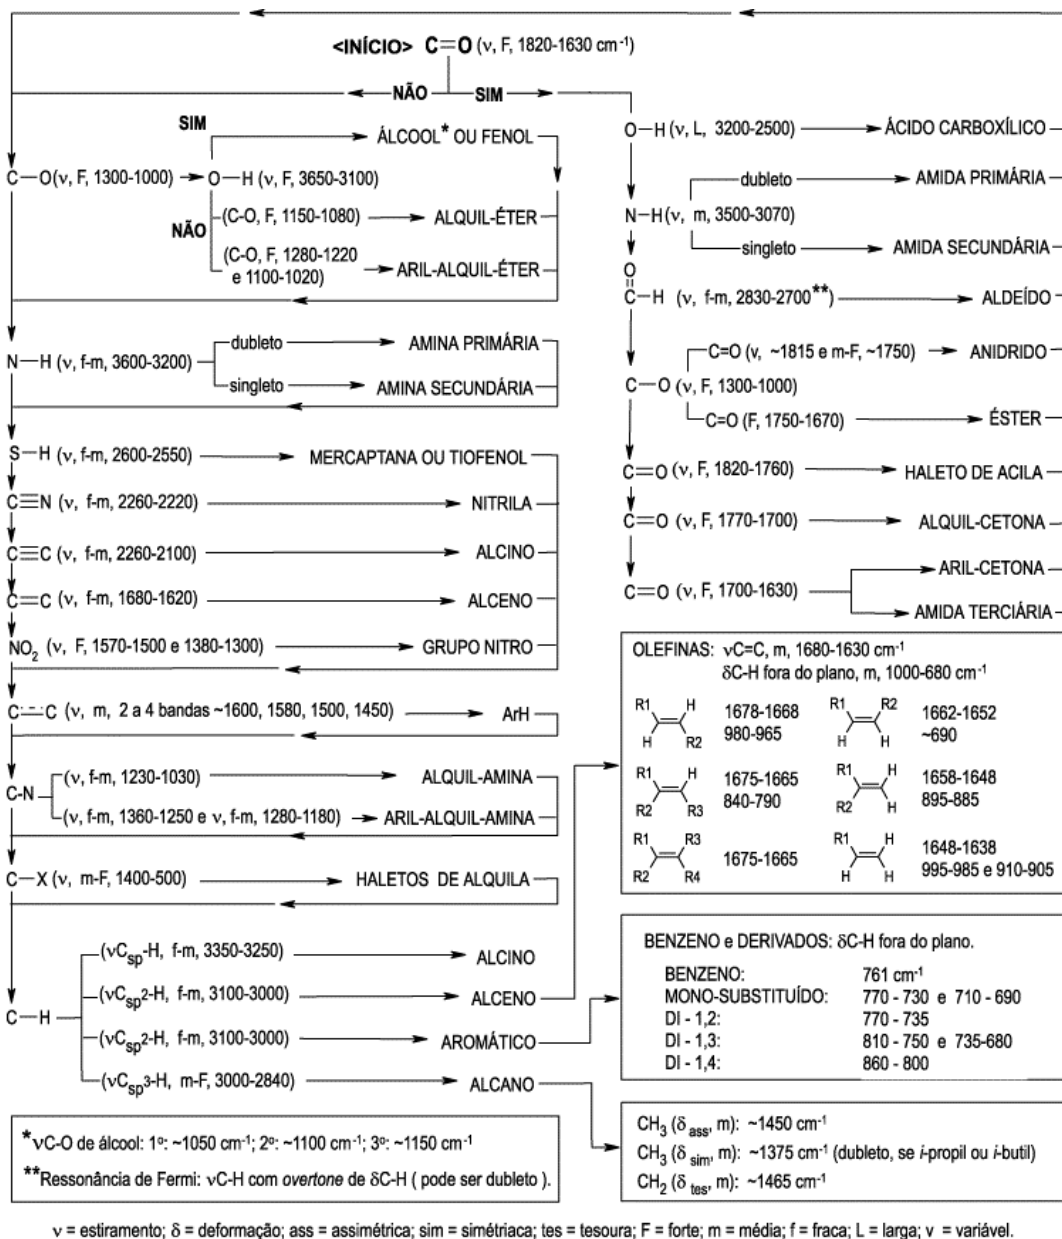 <INÍCIO> C=O (ν, F, 1820-1630 cm⁻¹)
NÃO SIM
SIM
ÁLCOOL* OU FENOL
C—O (ν, F, 1300-1000) O—H (ν, F, 3650-3100)
NÃO
(C-O, F, 1150-1080) ALQUIL-ÉTER
(C-O, F, 1280-1220
e 1100-1020) ARIL-ALQUIL-ÉTER
N—H (ν, f-m, 3600-3200)
dubleto AMINA PRIMÁRIA
singleto AMINA SECUNDÁRIA
S—H (ν, f-m, 2600-2550) MERCAPTANA OU TIOFENOL
C≡N (ν, f-m, 2260-2220) NITRILA
C≡C (ν, f-m, 2260-2100) ALCINO
C=C (ν, f-m, 1680-1620) ALCENO
NO₂ (ν, F, 1570-1500 e 1380-1300) GRUPO NITRO
C---C (ν, m, 2 a 4 bandas ~1600, 1580, 1500, 1450) ArH
C-N
(ν, f-m, 1230-1030) ALQUIL-AMINA
(ν, f-m, 1360-1250 e ν, f-m, 1280-1180) ARIL-ALQUIL-AMINA
C—X (ν, m-F, 1400-500) HALETOS DE ALQUILA
C—H
(νCsp-H, f-m, 3350-3250) ALCINO
(νCsp²-H, f-m, 3100-3000) ALCENO
(νCsp²-H, f-m, 3100-3000) AROMÁTICO
(νCsp³-H, m-F, 3000-2840) ALCANO
O—H (ν, L, 3200-2500) ÁCIDO CARBOXÍLICO
dubleto AMIDA PRIMÁRIA
N—H (ν, m, 3500-3070)
singleto AMIDA SECUNDÁRIA
O
C—H (ν, f-m, 2830-2700**) ALDEÍDO
C=O (v, ~1815 e m-F, ~1750) ANIDRIDO
C—O (ν, F, 1300-1000)
C=O (F, 1750-1670) ÉSTER
C=O (ν, F, 1820-1760) HALETO DE ACILA
C=O (ν, F, 1770-1700) ALQUIL-CETONA
ARIL-CETONA
C=O (ν, F, 1700-1630)
AMIDA TERCIÁRIA
OLEFINAS: νC=C, m, 1680-1630 cm⁻¹
δC-H fora do plano, m, 1000-680 cm⁻¹
R1 H 1678-1668 R1 R2 1662-1652
H R2 980-965 H H ~690
R1 H 1675-1665 R1 H 1658-1648
R2 R3 840-790 R2 H 895-885
R1 R3 1675-1665 R1 H 1648-1638
R2 R4 H H 995-985 e 910-905
BENZENO e DERIVADOS: δC-H fora do plano.
BENZENO: 761 cm⁻¹
MONO-SUBSTITUÍDO: 770 - 730 e 710 - 690
DI - 1,2: 770 - 735
DI - 1,3: 810 - 750 e 735-680
DI - 1,4: 860 - 800
*νC-O de álcool: 1º: ~1050 cm⁻¹; 2º: ~1100 cm⁻¹; 3º: ~1150 cm⁻¹
**Ressonância de Fermi: νC-H com overtone de δC-H ( pode ser dubleto ).
CH₃ (δ ass, m): ~1450 cm⁻¹
CH₃ (δ sim, m): ~1375 cm⁻¹ (dubleto, se i-propil ou i-butil)
CH₂ (δ tes, m): ~1465 cm⁻¹
ν = estiramento; δ = deformação; ass = assimétrica; sim = simétriaca; tes = tesoura; F = forte; m = média; f = fraca; L = larga; v = variável.